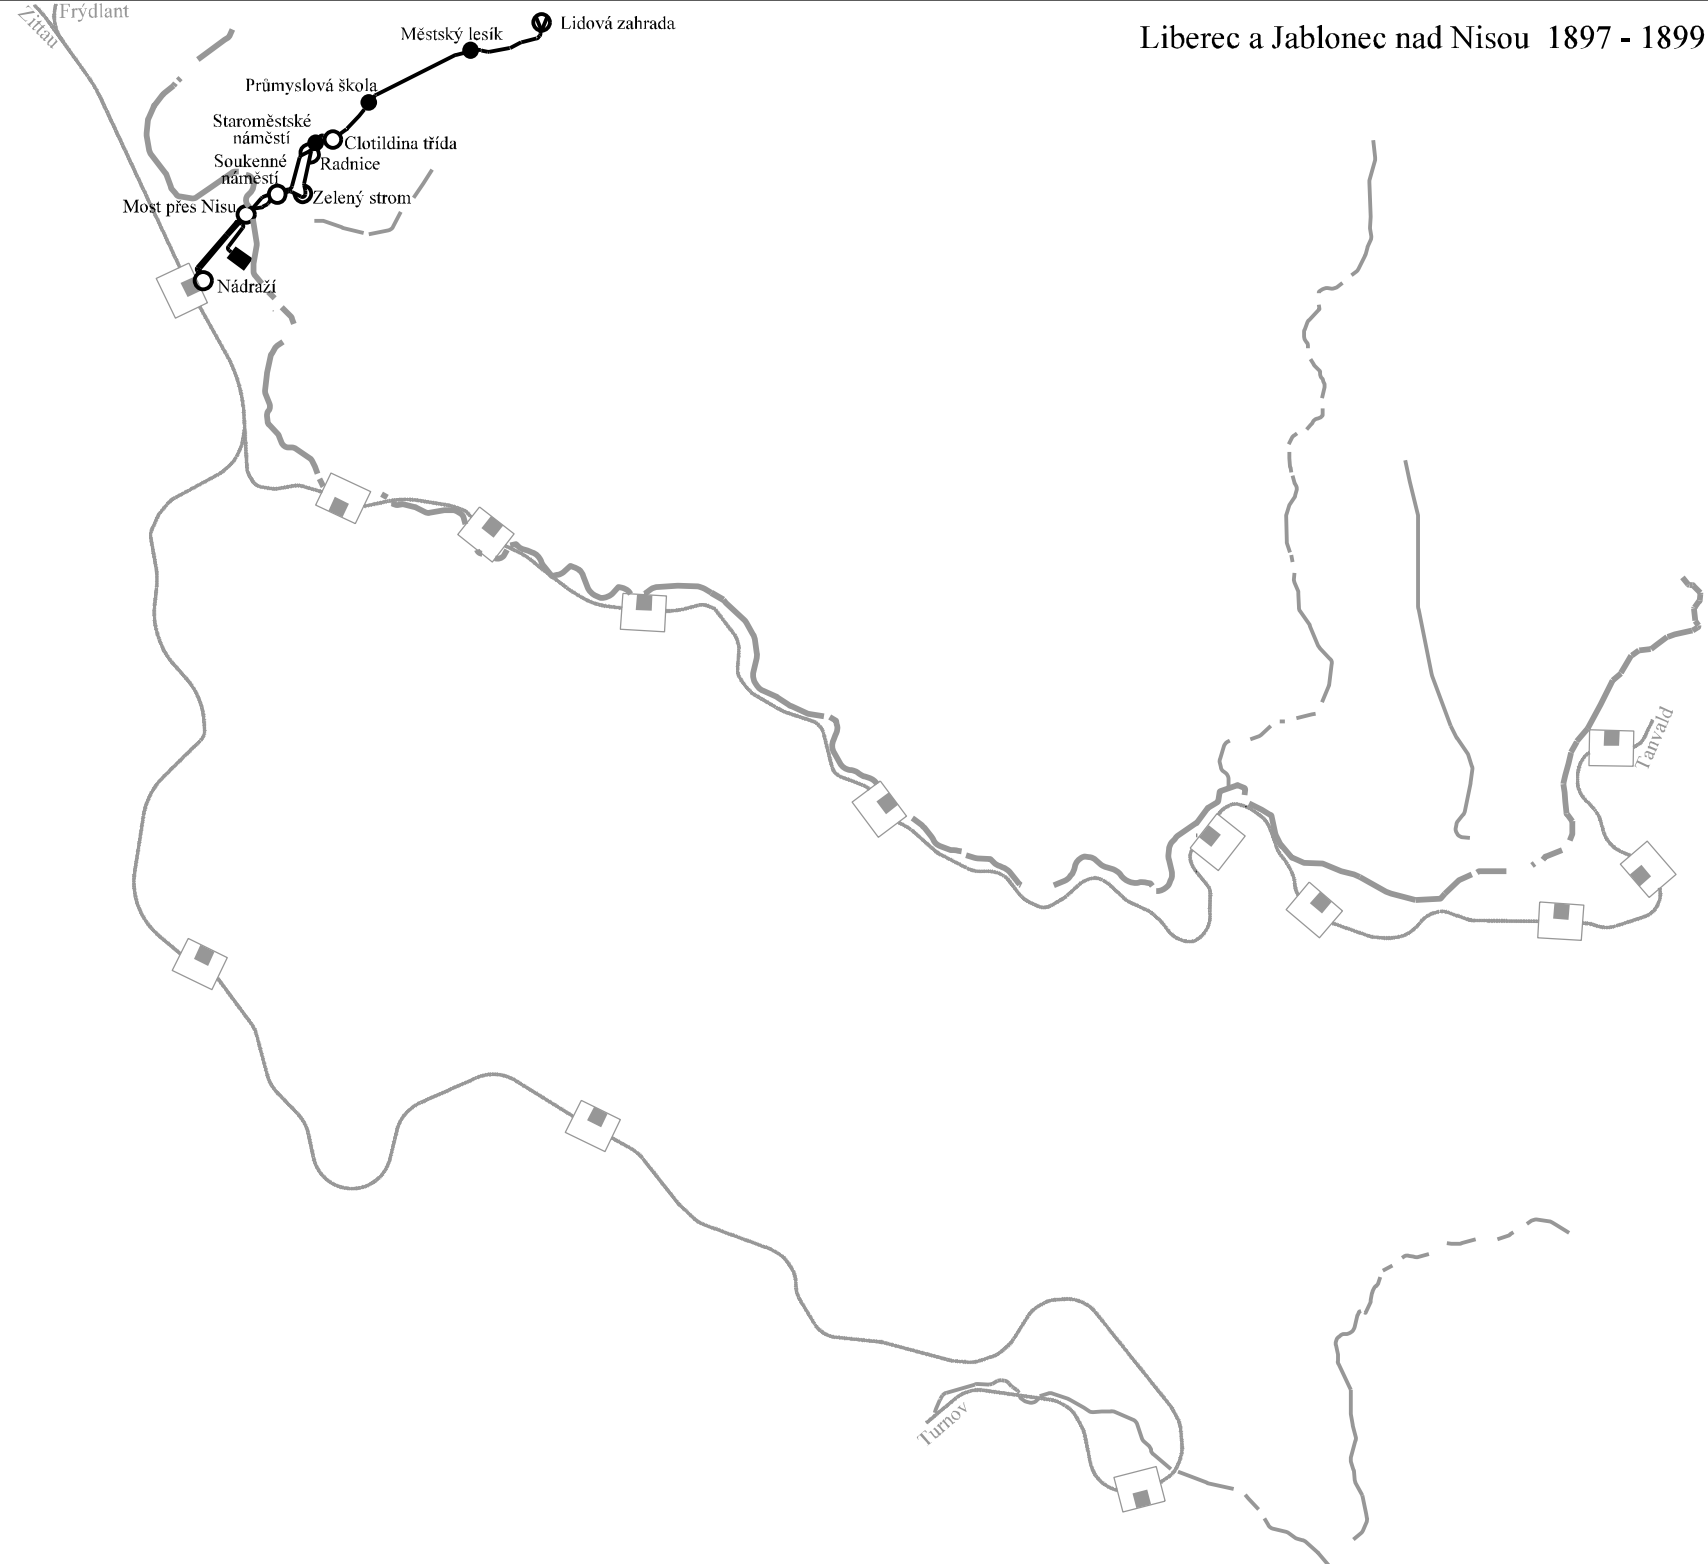 Frýdlant
Zittau
Liberec a Jablonec nad Nisou 1897 - 1899
Lidová zahrada
Městský lesík
Průmyslová škola
Staroměstské
náměstí
Clotildina třída
Soukenné
náměstí
Radnice
Zelený strom
Most přes Nisu
Nádraží
Tanvald
Turnov